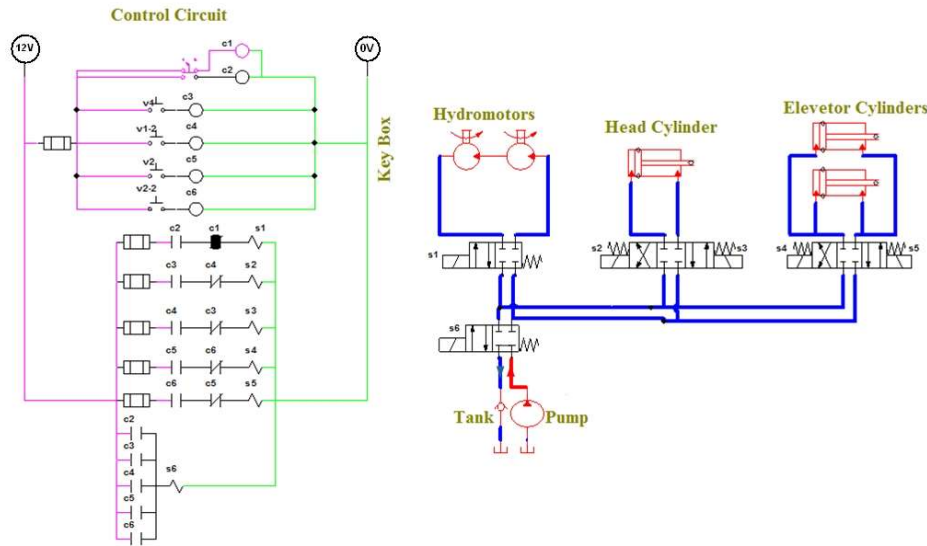 Control Circuit
12V
0V
c1
c2
v4
c3
v1-2
c4
v2
c5
v2-2
c6
Key Box
c2 c1 s1
c3 c4 s2
c4 c3 s3
c5 c6 s4
c6 c5 s5
c2
c3
c4
s6
c5
c6
Hydromotors
Head Cylinder
Elevetor Cylinders
s1
s2
s3
s4
s5
s6
Tank
Pump